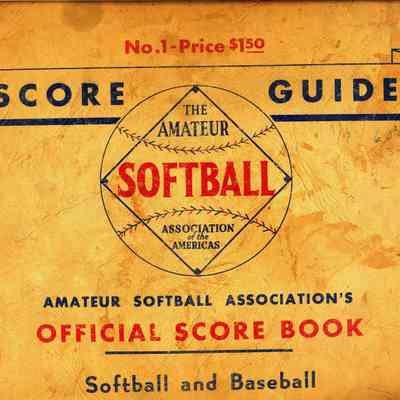 No.1-Price $1.50
SCORE GUIDE
THE
AMATEUR
SOFTBALL
ASSOCIATION
of the
AMERICAS
AMATEUR SOFTBALL ASSOCIATION'S
OFFICIAL SCORE BOOK
Softball and Baseball